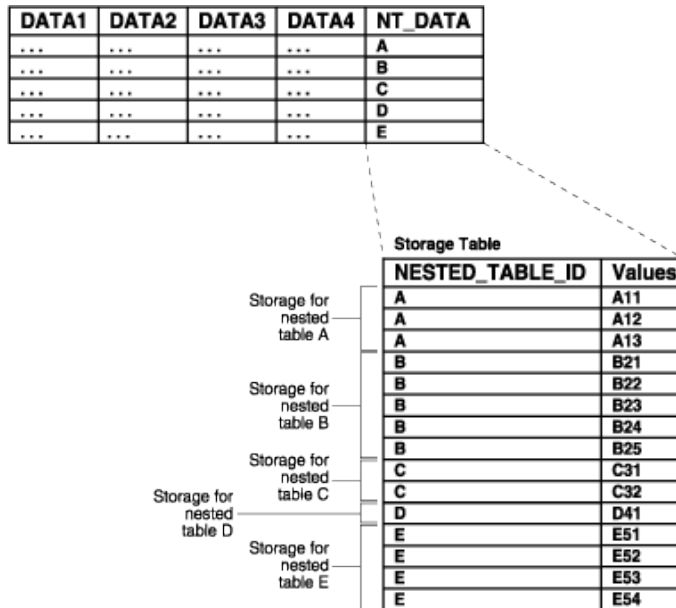 DATA1 DATA2 DATA3 DATA4 NT_DATA
... ... ... ... A
... ... ... ... B
... ... ... ... C
... ... ... ... D
... ... ... ... E
Storage Table
NESTED_TABLE_ID Values
Storage for
nested
table A
A A11
A A12
A A13
Storage for
nested
table B
B B21
B B22
B B23
B B24
B B25
Storage for
nested
table C
C C31
C C32
Storage for
nested
table D
D D41
Storage for
nested
table E
E E51
E E52
E E53
E E54